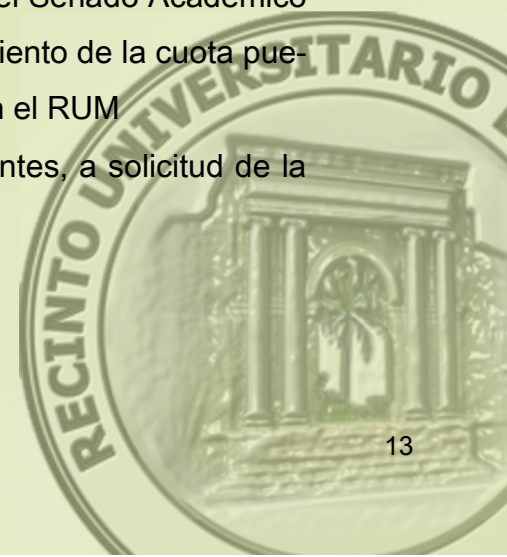 el Senado Académico
iento de la cuota pue-
el RUM
ntes, a solicitud de la
RECINTO UNIVERSITARIO
13